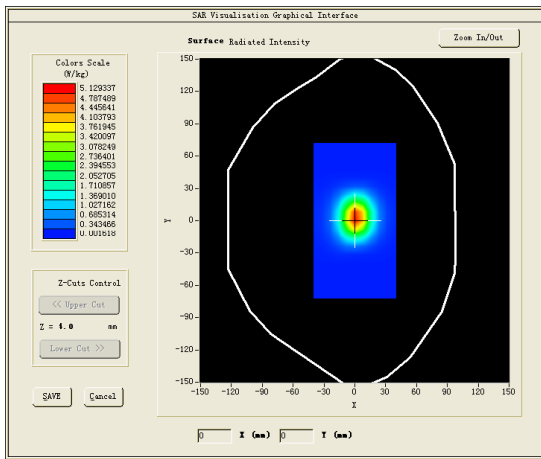 SAR Visualisation Graphical Interface
Surface Radiated Intensity
Zoom In/Out
Colors Scale
(W/kg)
5.129337
4.787489
4.445641
4.103793
3.761945
3.420097
3.078249
2.736401
2.394553
2.052705
1.710857
1.369010
1.027162
0.685314
0.343466
0.001618
150
120
90
60
30
0
-30
-60
-90
-120
-150
Y
-150 -120 -90 -60 -30 0 30 60 90 120 150
X
Z-Cuts Control
<< Upper Cut
Z = 4.0 mm
Lower Cut >>
SAVE
Cancel
0 X (mm) 0 Y (mm)